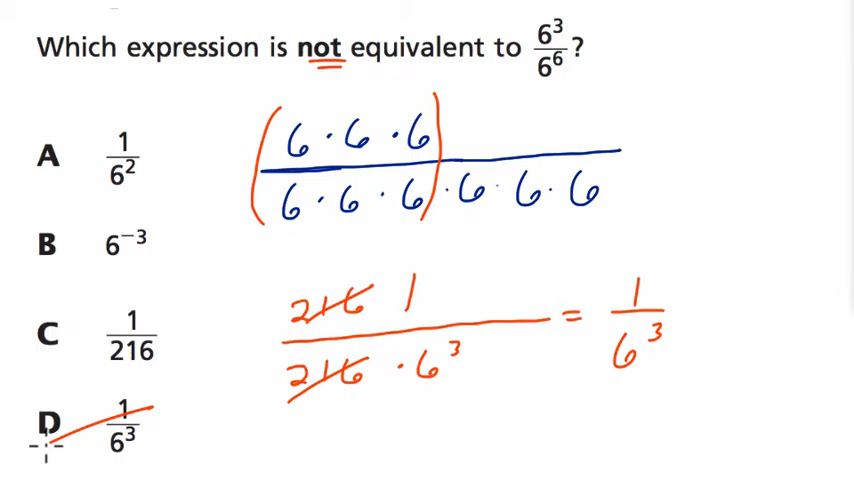 Which expression is not equivalent to 6³/6⁶?
A 1/6²
(6 · 6 · 6)/(6 · 6 · 6) · 6 · 6 · 6
B 6⁻³
C 1/216
216 1/216 · 6³ = 1/6³
D 1/6³